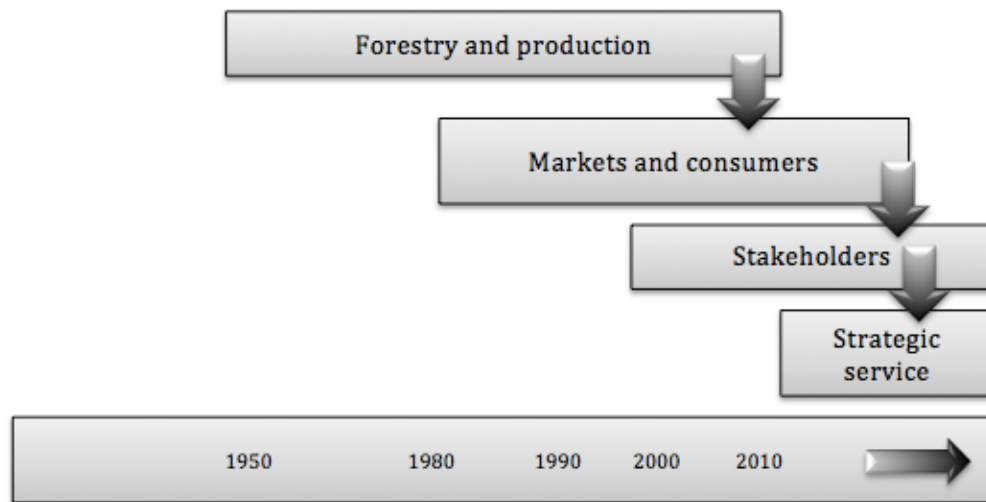 Forestry and production
Markets and consumers
Stakeholders
Strategic
service
1950 1980 1990 2000 2010